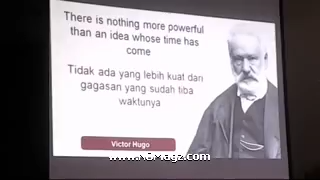 There is nothing more powerful
than an idea whose time has
come
Tidak ada yang lebih kuat dari
gagasan yang sudah tiba
waktunya
Victor Hugo
www.NBMagz.com